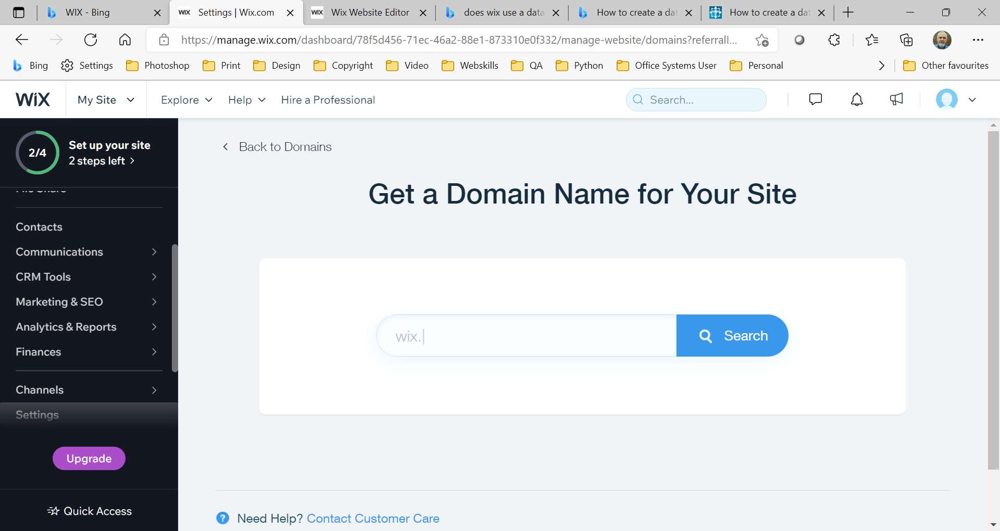 WIX - Bing
WIX Settings | Wix.com
WIX Wix Website Editor
does wix use a data
How to create a dat
How to create a dat
https://manage.wix.com/dashboard/78f5d456-71ec-46a2-88e1-873310e0f332/manage-website/domains?referrall...
Bing
Settings
Photoshop
Print
Design
Copyright
Video
Webskills
QA
Python
Office Systems User
Personal
Other favourites
WiX
My Site
Explore
Help
Hire a Professional
Search...
2/4
Set up your site
2 steps left >
File Share
Contacts
Communications
CRM Tools
Marketing & SEO
Analytics & Reports
Finances
Channels
Settings
Upgrade
Quick Access
Back to Domains
Get a Domain Name for Your Site
wix.
Search
? Need Help? Contact Customer Care